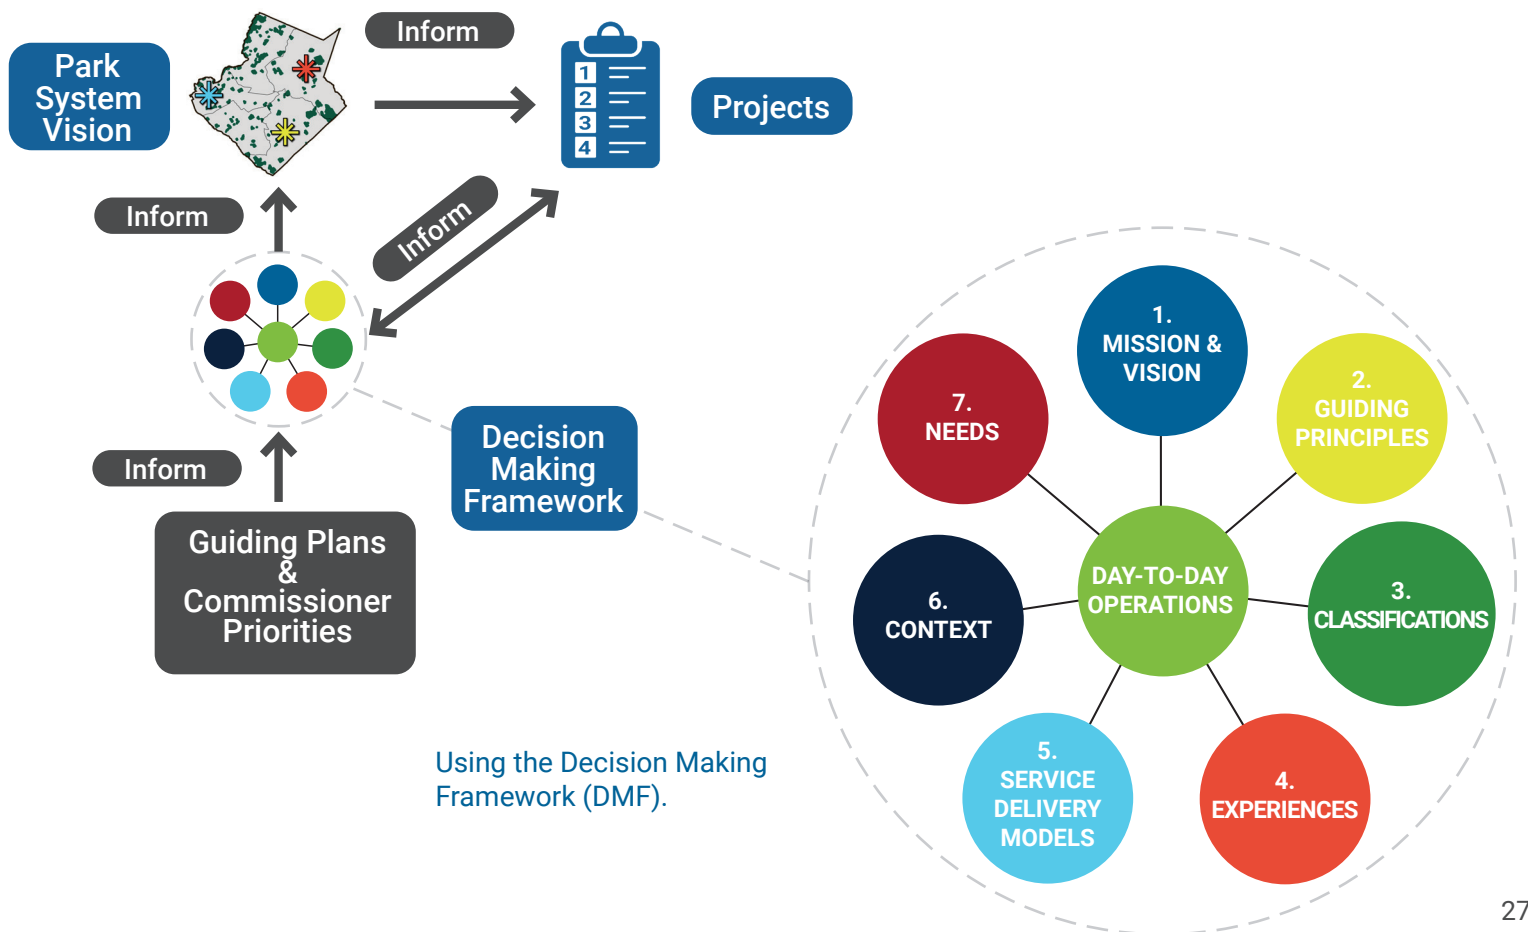 Inform
Park
System
Vision
1
2
3
4
Projects
Inform
Inform
Inform
Decision
Making
Framework
Guiding Plans
&
Commissioner
Priorities
1.
MISSION &
VISION
2.
GUIDING
PRINCIPLES
3.
CLASSIFICATIONS
4.
EXPERIENCES
5.
SERVICE
DELIVERY
MODELS
6.
CONTEXT
7.
NEEDS
DAY-TO-DAY
OPERATIONS
Using the Decision Making
Framework (DMF).
27